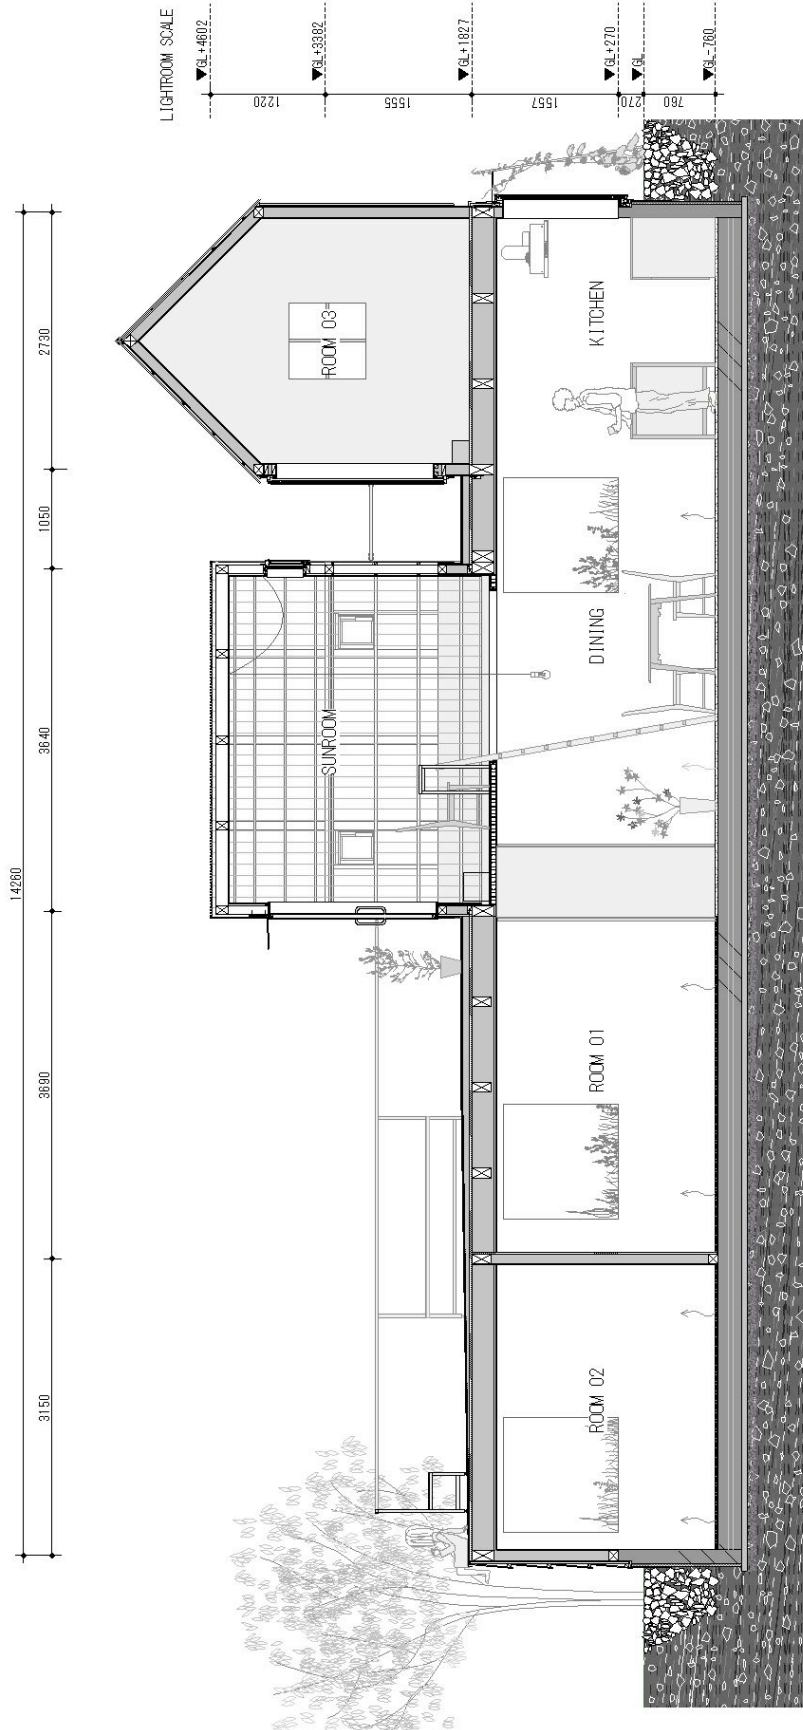 LIGHTROOM SCALE
GL+4602
GL+3382
GL+1827
GL+270
GL
GL-760
1220
1555
1557
270
760
14260
2730
1050
3640
3690
3150
ROOM 03
KITCHEN
SUNROOM
DINING
ROOM 01
ROOM 02